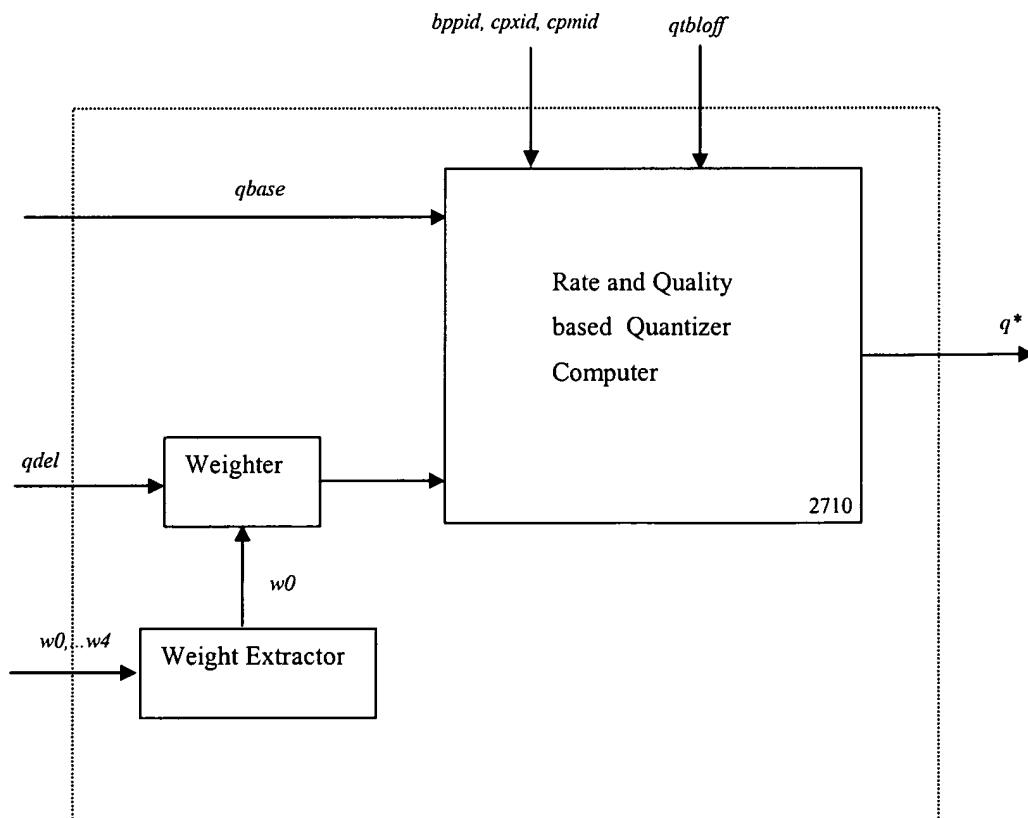 bppid, cpxid, cpmid
qtbloff
qbase
Rate and Quality
based Quantizer
Computer
q*
qdel
Weighter
2710
w0
w0,...w4
Weight Extractor